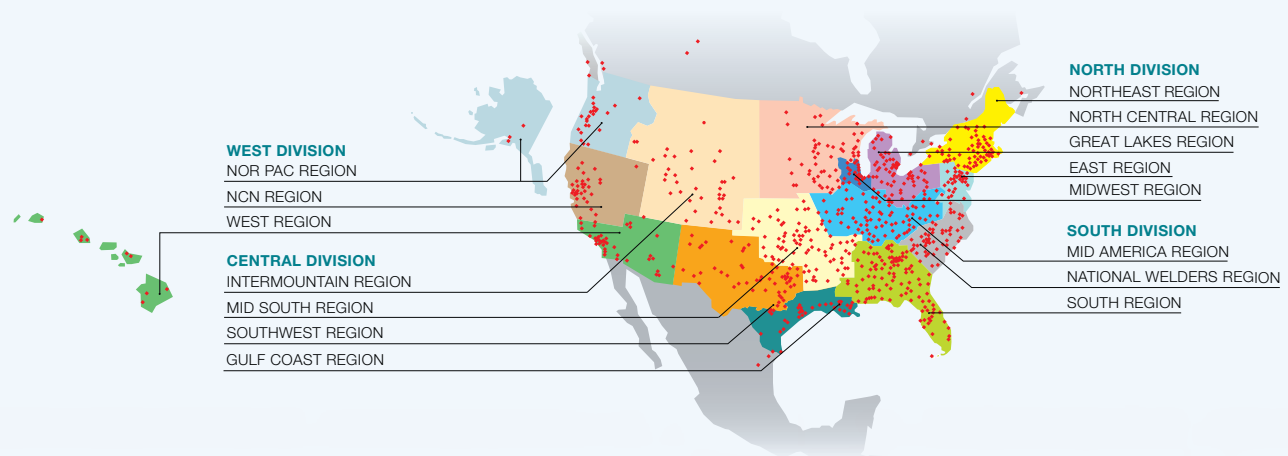 WEST DIVISION
NOR PAC REGION
NCN REGION
WEST REGION
CENTRAL DIVISION
INTERMOUNTAIN REGION
MID SOUTH REGION
SOUTHWEST REGION
GULF COAST REGION
NORTH DIVISION
NORTHEAST REGION
NORTH CENTRAL REGION
GREAT LAKES REGION
EAST REGION
MIDWEST REGION
SOUTH DIVISION
MID AMERICA REGION
NATIONAL WELDERS REGION
SOUTH REGION